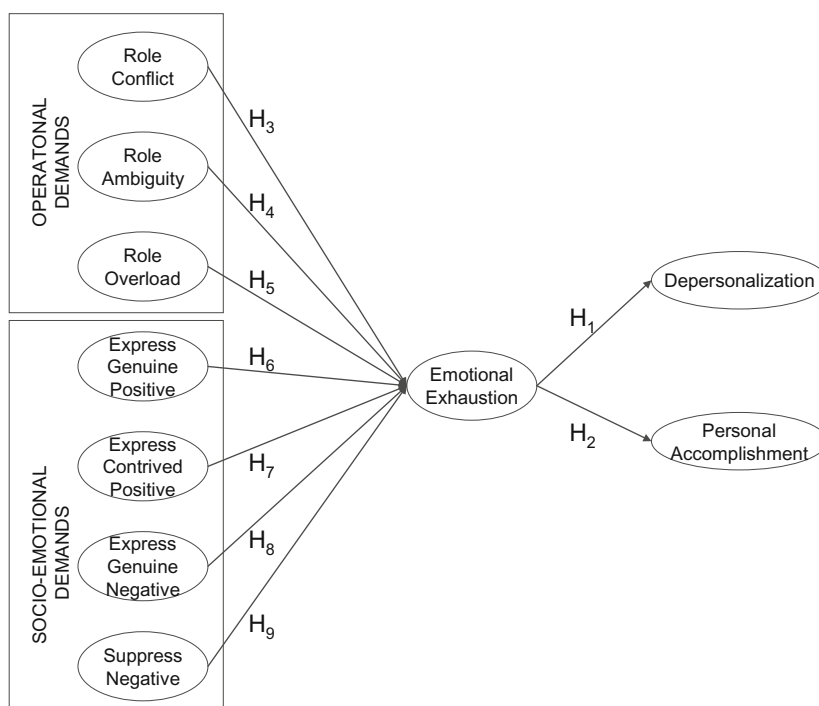 OPERATONAL
DEMANDS
Role
Conflict
Role
Ambiguity
Role
Overload
SOCIO-EMOTIONAL
DEMANDS
Express
Genuine
Positive
Express
Contrived
Positive
Express
Genuine
Negative
Suppress
Negative
H3
H4
H5
H6
H7
H8
H9
Emotional
Exhaustion
H1
H2
Depersonalization
Personal
Accomplishment